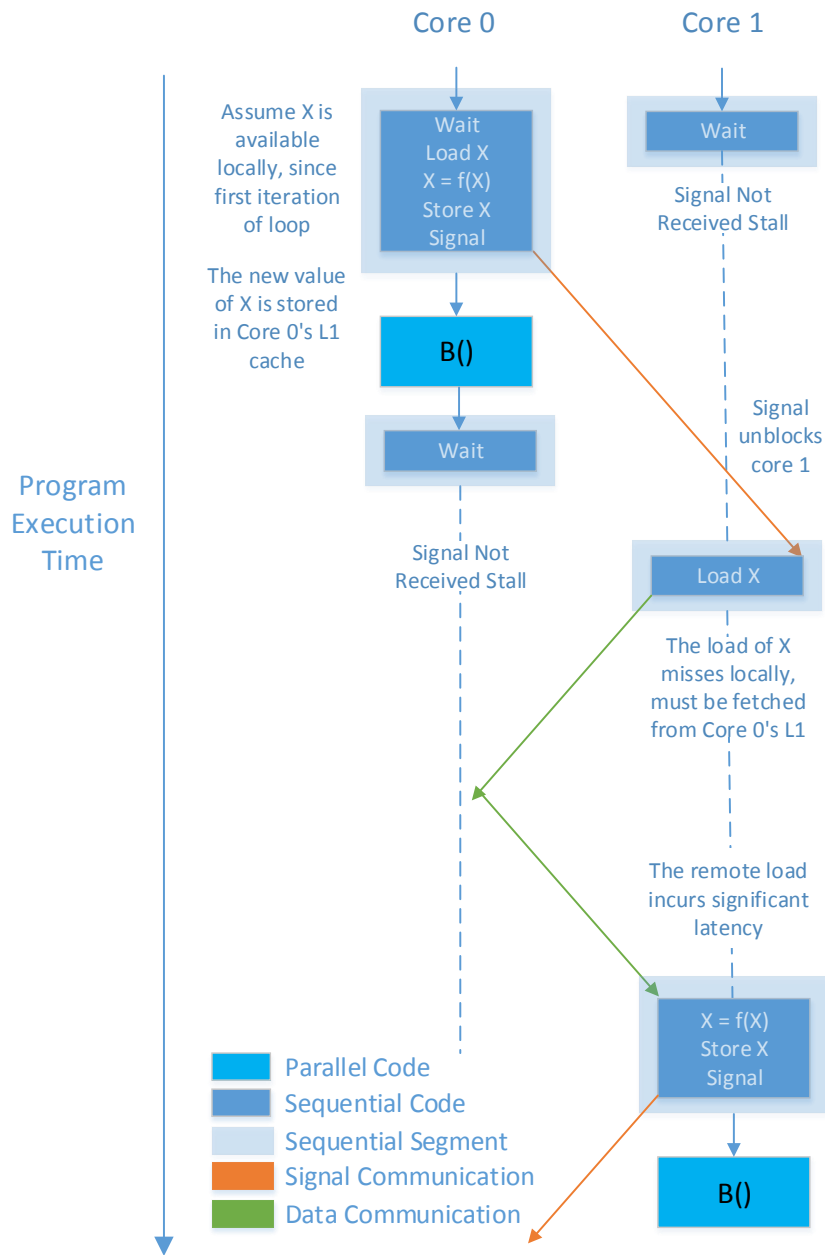 Core 0
Core 1
Assume X is
available
locally, since
first iteration
of loop
Wait
Load X
X = f(X)
Store X
Signal
Wait
Signal Not
Received Stall
The new value
of X is stored
in Core 0's L1
cache
B()
Signal
unblocks
core 1
Wait
Program
Execution
Time
Signal Not
Received Stall
Load X
The load of X
misses locally,
must be fetched
from Core 0's L1
The remote load
incurs significant
latency
X = f(X)
Store X
Signal
B()
Parallel Code
Sequential Code
Sequential Segment
Signal Communication
Data Communication